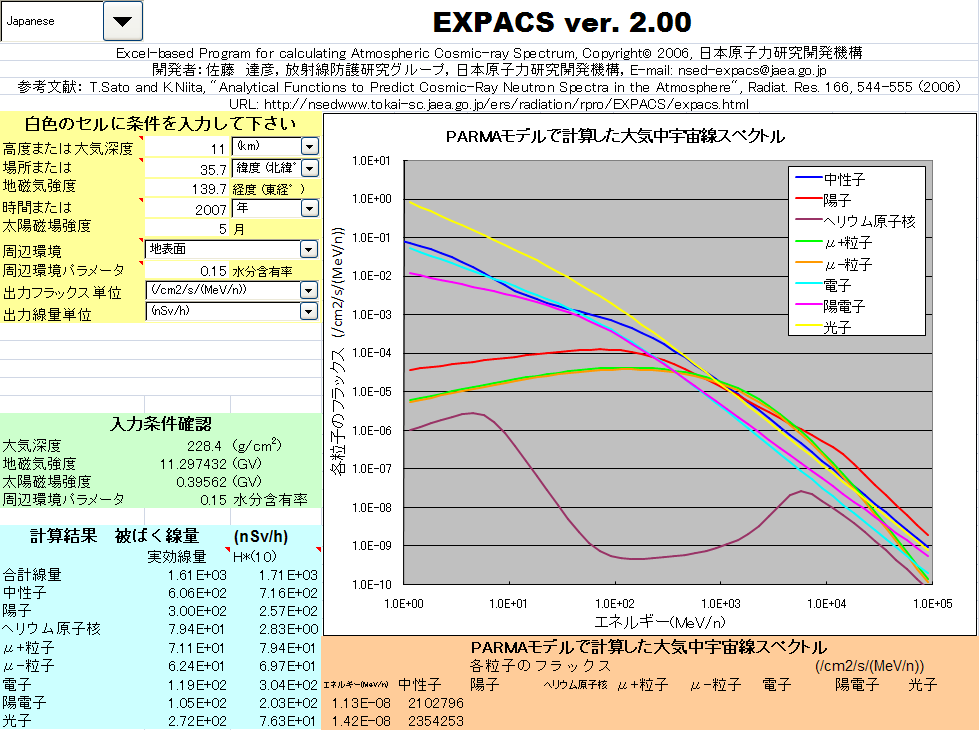 Japanese
EXPACS ver. 2.00
Excel-based Program for calculating Atmospheric Cosmic-ray Spectrum, Copyright© 2006, 日本原子力研究開発機構
開発者: 佐藤 達彦, 放射線防護研究グループ, 日本原子力研究開発機構, E-mail: nsed-expacs@jaea.go.jp
参考文献: T.Sato and K.Niita, "Analytical Functions to Predict Cosmic-Ray Neutron Spectra in the Atmosphere", Radiat. Res. 166, 544-555 (2006)
URL: http://nsedwww.tokai-sc.jaea.go.jp/ers/radiation/rpro/EXPACS/expacs.html
白色のセルに条件を入力して下さい
高度または大気深度 11 (km)
場所または 35.7 緯度(北緯°
地磁気強度 139.7 経度(東経°)
時間または 2007 年
太陽磁場強度 5 月
周辺環境 地表面
周辺環境パラメータ 0.15 水分含有率
出力フラックス単位 (/cm2/s/(MeV/n))
出力線量単位 (nSv/h)
入力条件確認
大気深度 228.4 (g/cm2)
地磁気強度 11.297432 (GV)
太陽磁場強度 0.39562 (GV)
周辺環境パラメータ 0.15 水分含有率
計算結果 被ばく線量 (nSv/h)
実効線量 H*(10)
合計線量 1.61E+03 1.71E+03
中性子 6.06E+02 7.16E+02
陽子 3.00E+02 2.57E+02
ヘリウム原子核 7.94E+01 2.83E+00
μ+粒子 7.11E+01 7.94E+01
μ-粒子 6.24E+01 6.97E+01
電子 1.19E+02 3.04E+02
陽電子 1.05E+02 2.03E+02
光子 2.72E+02 7.63E+01
PARMAモデルで計算した大気中宇宙線スペクトル
各粒子のフラックス (/cm2/s/(MeV/n))
1.0E+01
1.0E+00
1.0E-01
1.0E-02
1.0E-03
1.0E-04
1.0E-05
1.0E-06
1.0E-07
1.0E-08
1.0E-09
1.0E-10
中性子
陽子
ヘリウム原子核
μ+粒子
μ-粒子
電子
陽電子
光子
1.0E+00 1.0E+01 1.0E+02 1.0E+03 1.0E+04 1.0E+05
エネルギー(MeV/n)
PARMAモデルで計算した大気中宇宙線スペクトル
各粒子のフラックス (/cm2/s/(MeV/n))
エネルギー(MeV/n) 中性子 陽子 ヘリウム原子核 μ+粒子 μ-粒子 電子 陽電子 光子
1.13E-08 2102796
1.42E-08 2354253